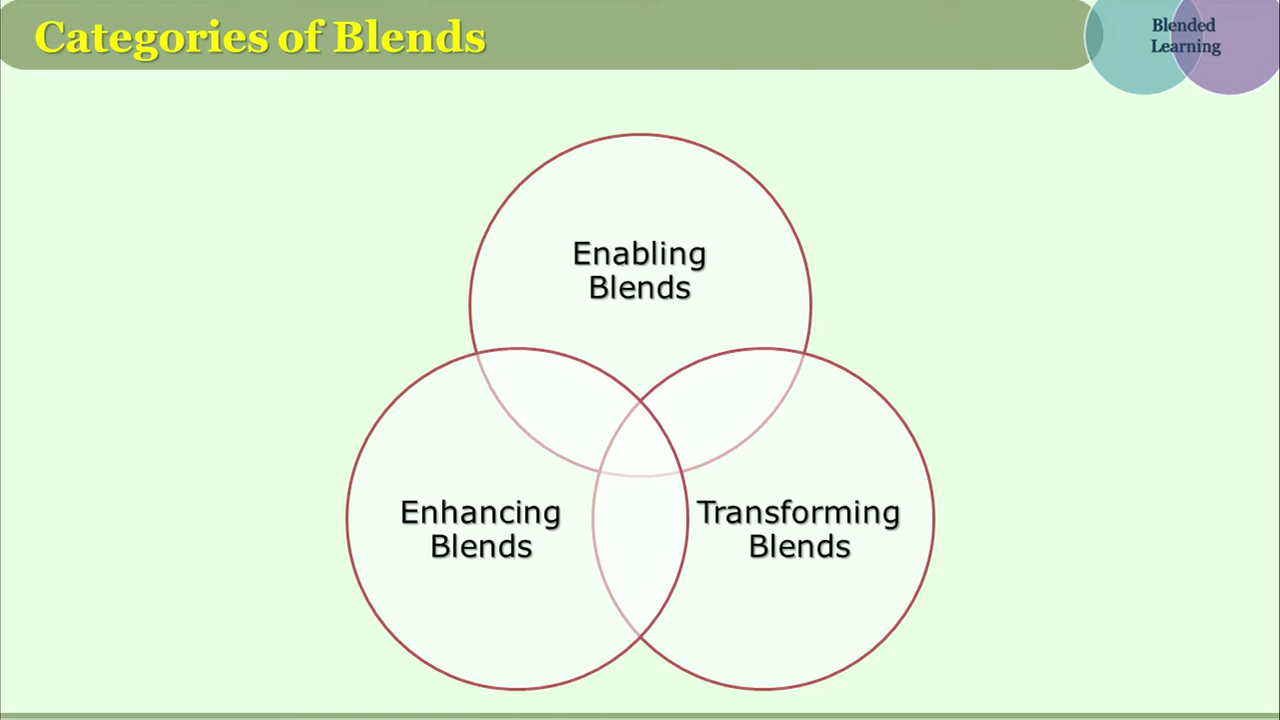 Categories of Blends
Blended
Learning
Enabling
Blends
Enhancing
Blends
Transforming
Blends